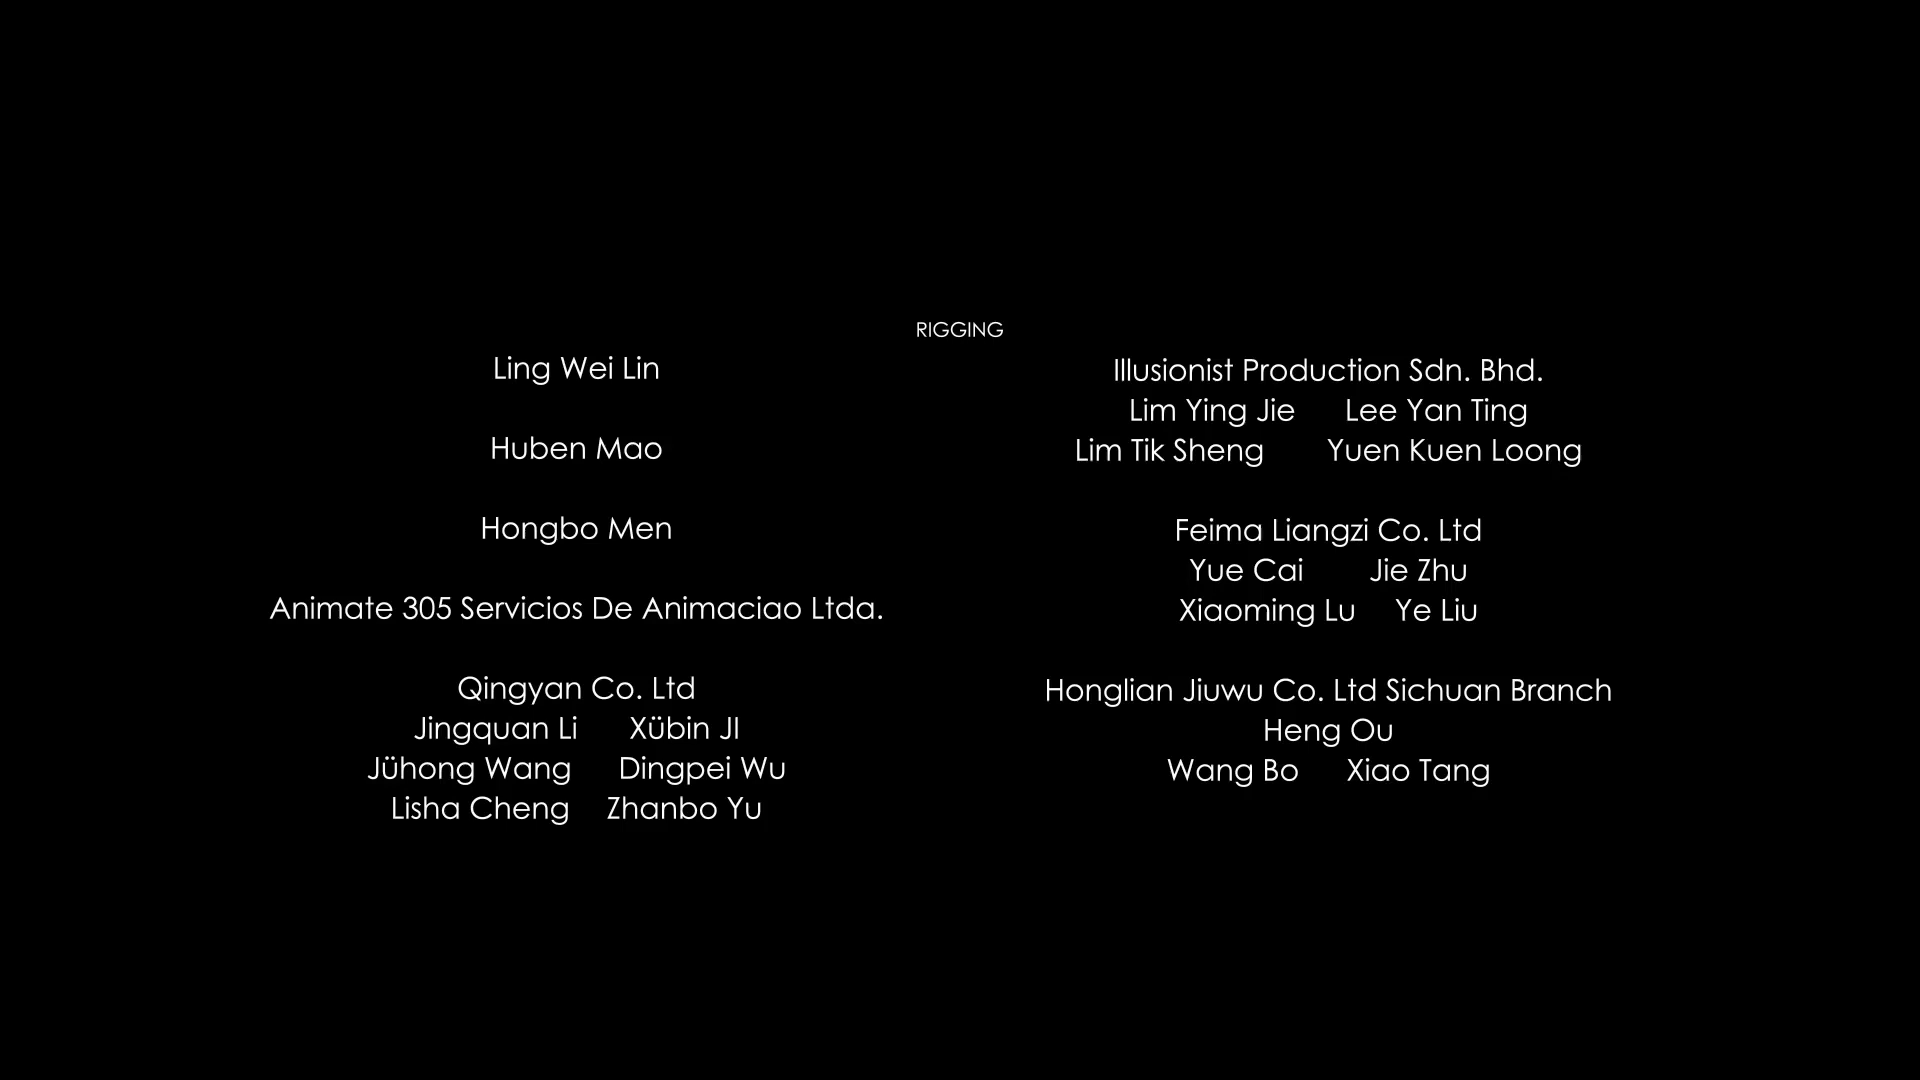 RIGGING
Ling Wei Lin
Huben Mao
Hongbo Men
Animate 305 Servicios De Animaciao Ltda.
Qingyan Co. Ltd
Jingquan Li Xübin JI
Jühong Wang Dingpei Wu
Lisha Cheng Zhanbo Yu
Illusionist Production Sdn. Bhd.
Lim Ying Jie Lee Yan Ting
Lim Tik Sheng Yuen Kuen Loong
Feima Liangzi Co. Ltd
Yue Cai Jie Zhu
Xiaoming Lu Ye Liu
Honglian Jiuwu Co. Ltd Sichuan Branch
Heng Ou
Wang Bo Xiao Tang